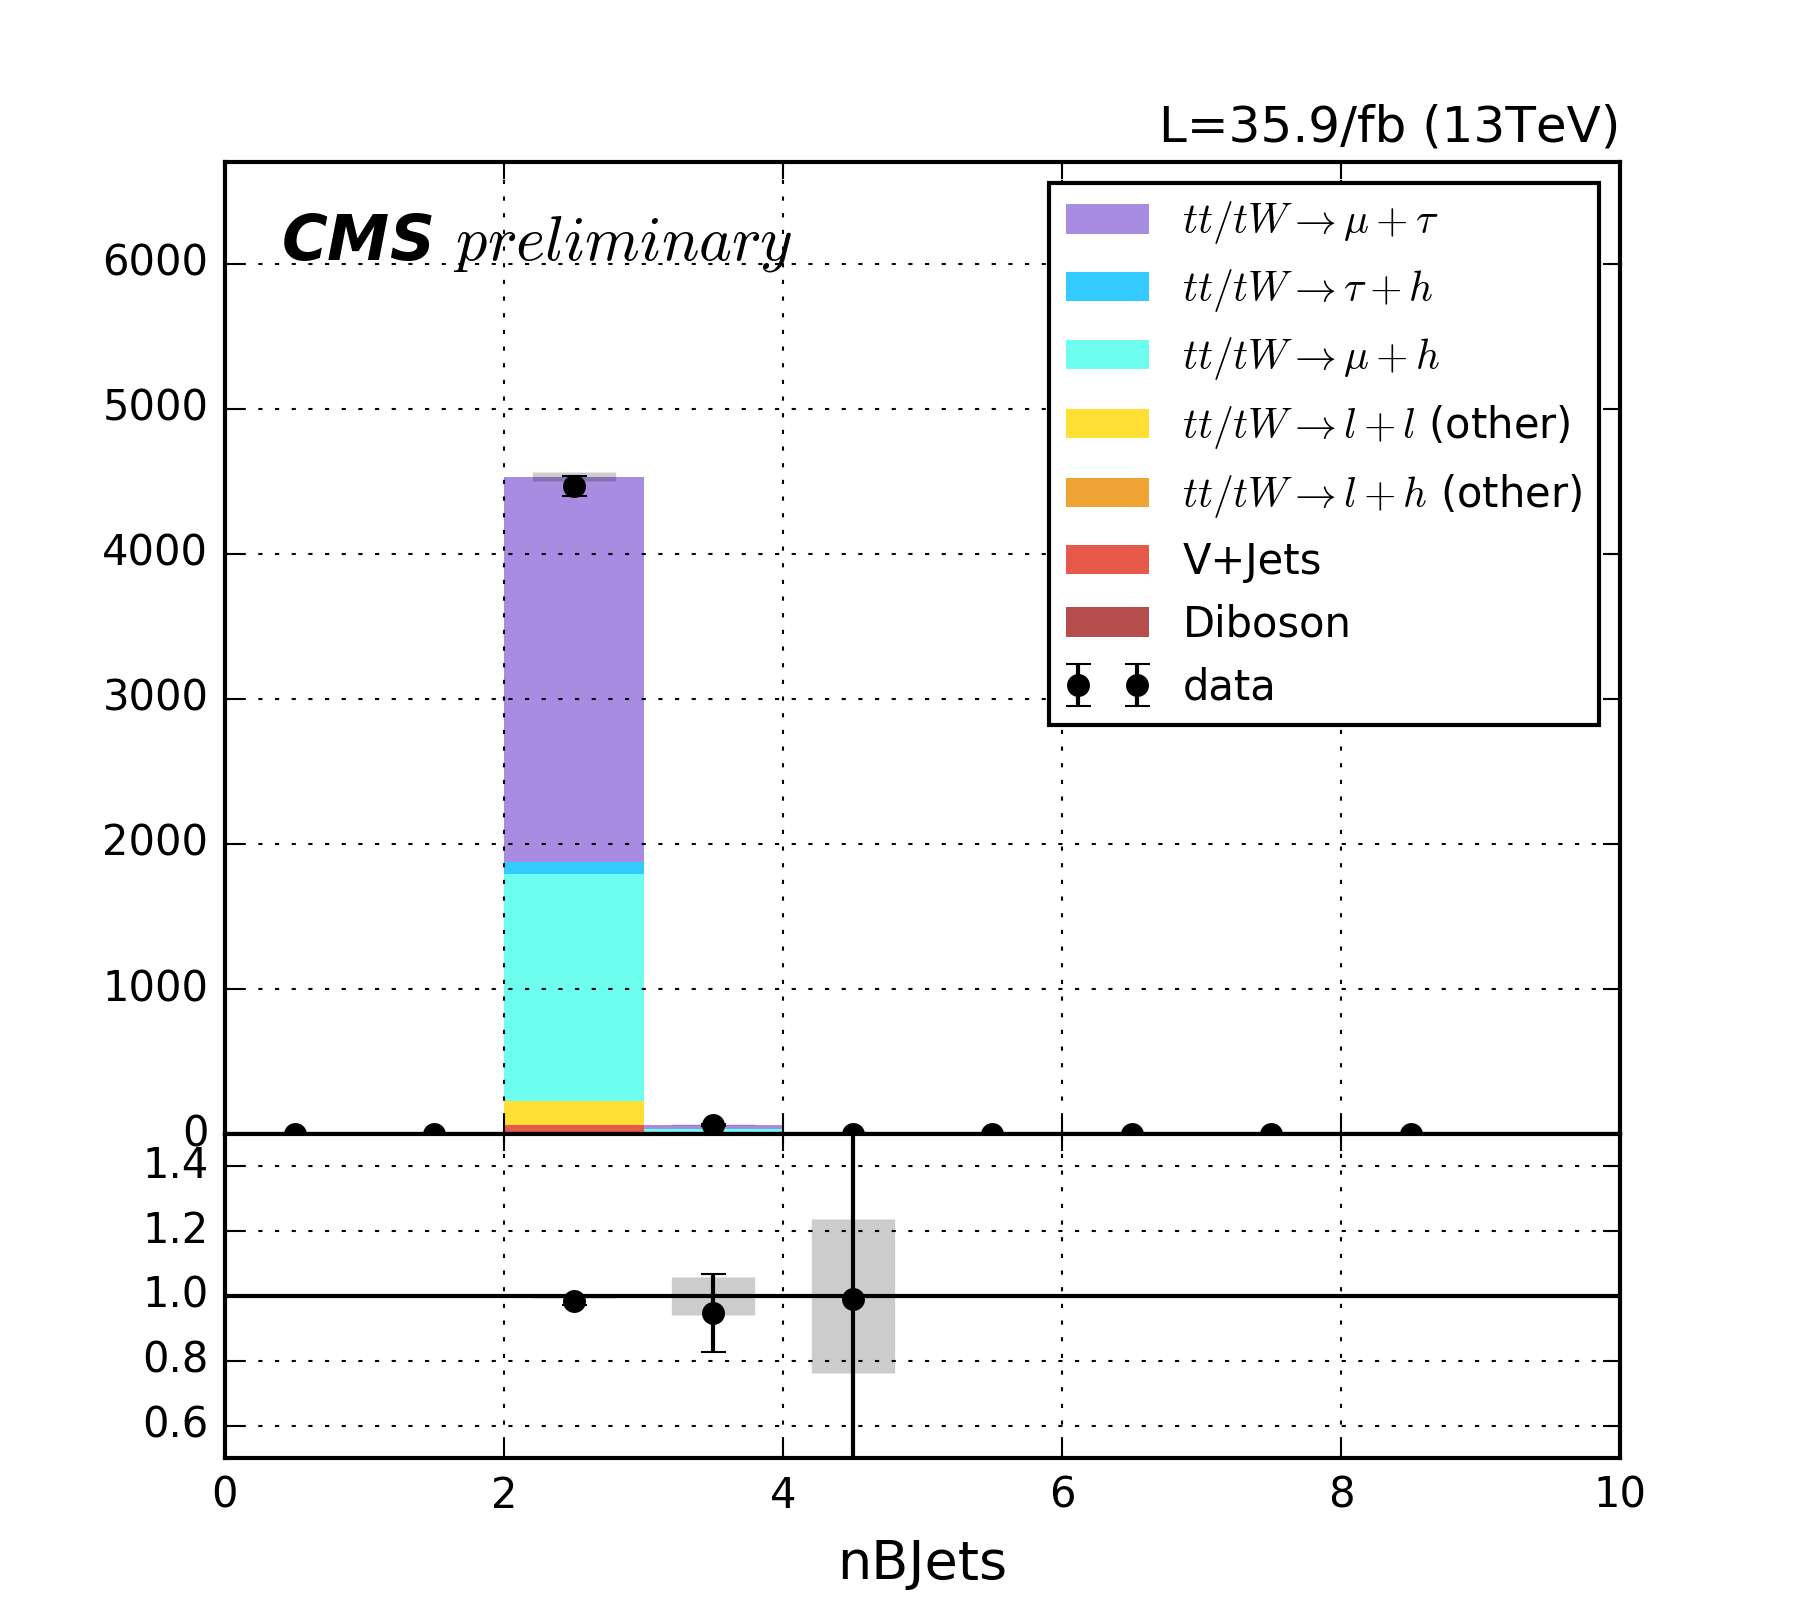 L=35.9/fb (13TeV)
CMS preliminary
tt/tW→μ+τ
tt/tW→τ+h
tt/tW→μ+h
tt/tW→l+l (other)
tt/tW→l+h (other)
V+Jets
Diboson
data
6000
5000
4000
3000
2000
1000
0
1.4
1.2
1.0
0.8
0.6
0 2 4 6 8 10
nBJets